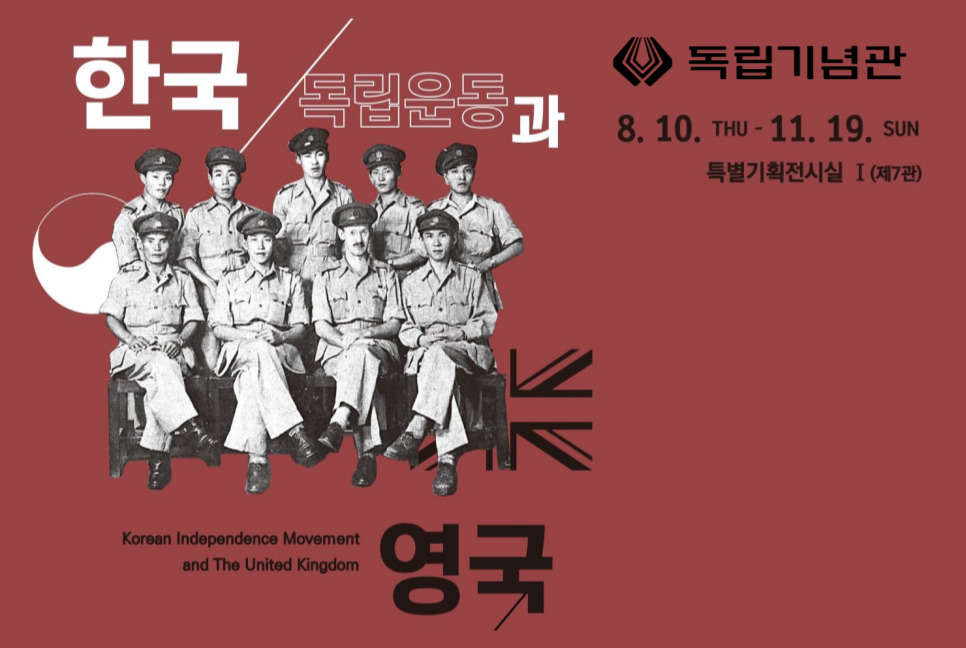 한국 독립운동과
독립기념관
8. 10. THU - 11. 19. SUN
특별기획전시실 Ⅰ (제7관)
Korean Independence Movement
and The United Kingdom
영국